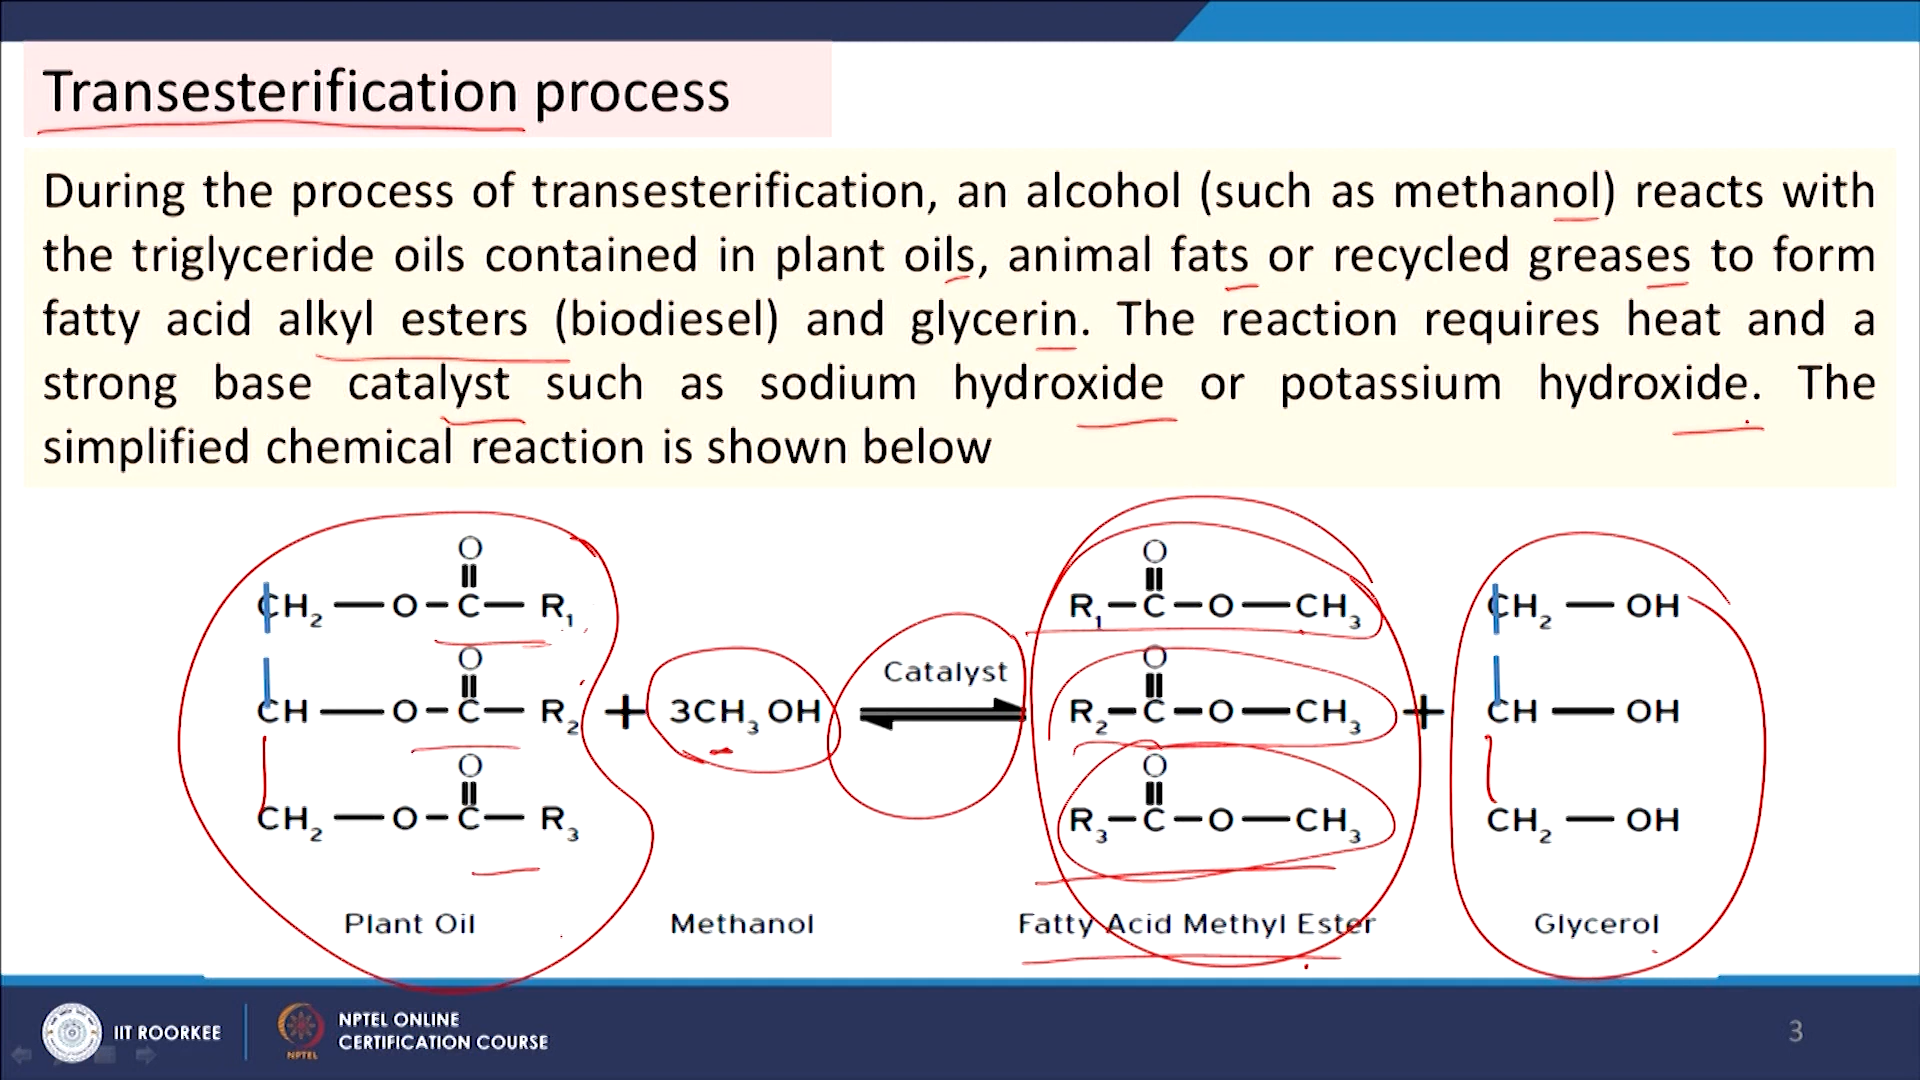 Transesterification process
During the process of transesterification, an alcohol (such as methanol) reacts with
the triglyceride oils contained in plant oils, animal fats or recycled greases to form
fatty acid alkyl esters (biodiesel) and glycerin. The reaction requires heat and a
strong base catalyst such as sodium hydroxide or potassium hydroxide. The
simplified chemical reaction is shown below
O O
CH₂ — O – C — R₁ R₁ – C – O — CH₃ CH₂ — OH
O Catalyst O
CH — O – C — R₂ + 3CH₃ OH ⇌ R₂ – C – O — CH₃ + CH — OH
O O
CH₂ — O – C — R₃ R₃ – C – O — CH₃ CH₂ — OH
Plant Oil Methanol Fatty Acid Methyl Ester Glycerol
IIT ROORKEE
NPTEL
NPTEL ONLINE
CERTIFICATION COURSE
3